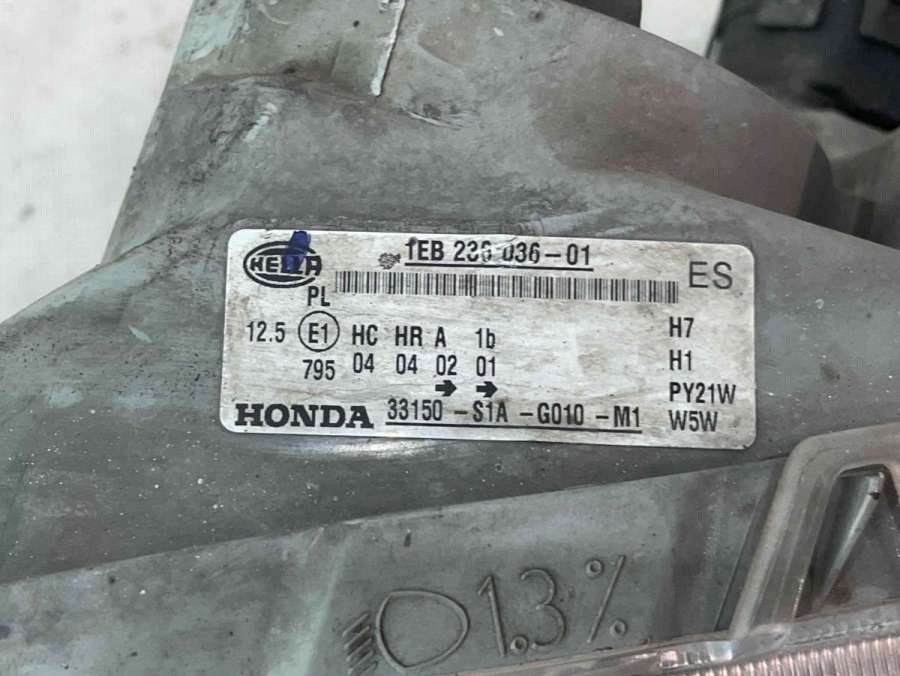 HELLA
1EB 236 036-01
ES
PL
12.5 E1 HC HR A 1b
795 04 04 02 01
H7
H1
PY21W
W5W
HONDA 33150-S1A-G010-M1
01.3%